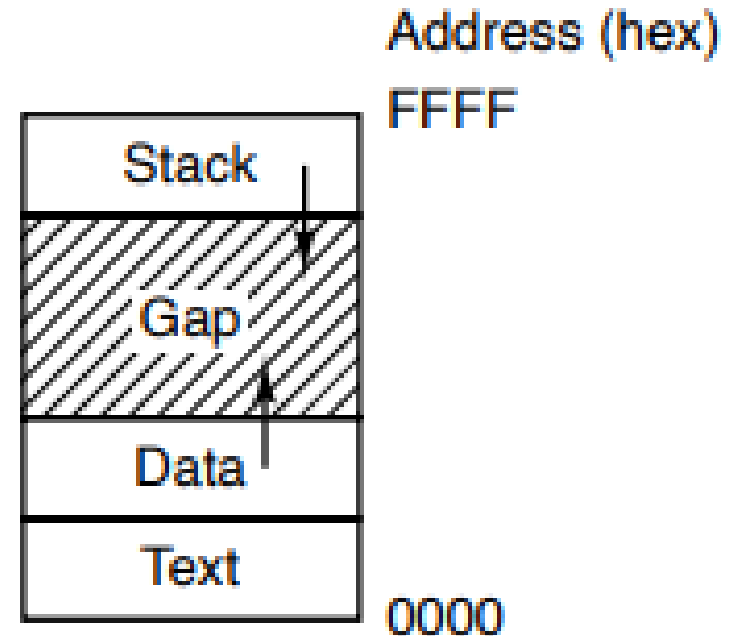 Address (hex)
FFFF
Stack
Gap
Data
Text
0000